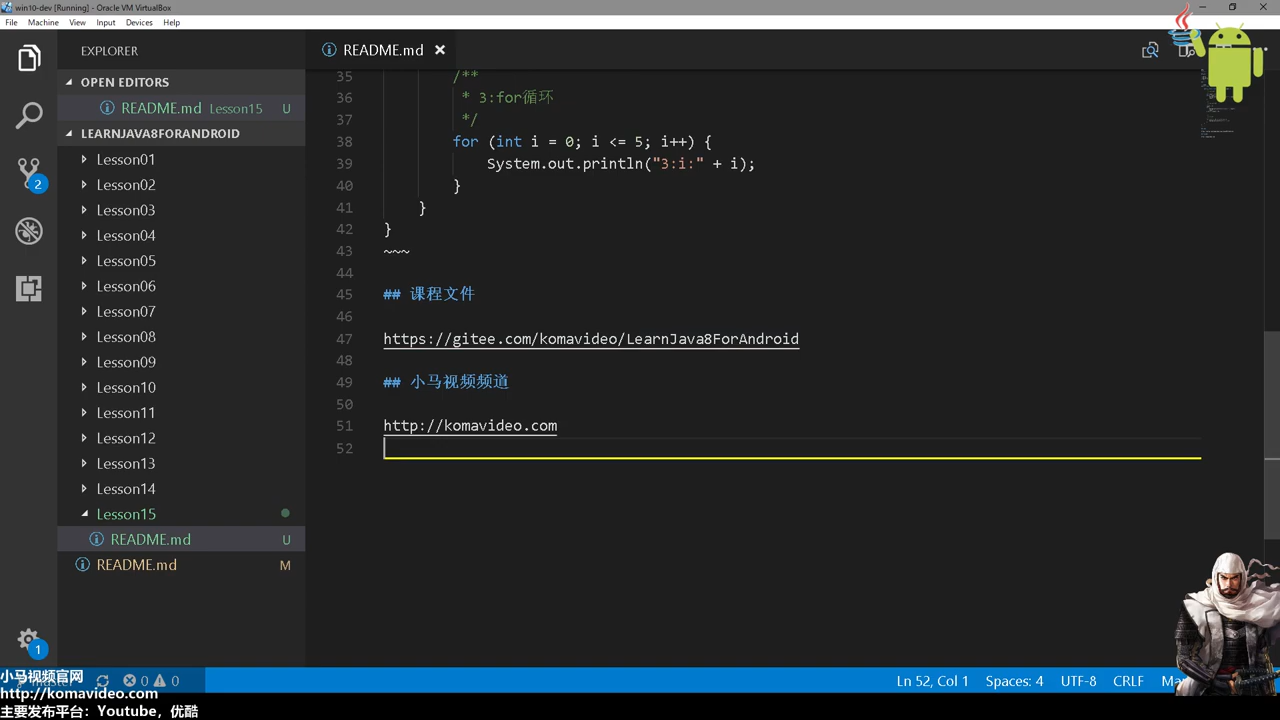 win10-dev [Running] - Oracle VM VirtualBox
File Machine View Input Devices Help
EXPLORER
OPEN EDITORS
README.md Lesson15 U
LEARNJAVA8FORANDROID
Lesson01
Lesson02
Lesson03
Lesson04
Lesson05
Lesson06
Lesson07
Lesson08
Lesson09
Lesson10
Lesson11
Lesson12
Lesson13
Lesson14
Lesson15
README.md U
README.md M
2
1
README.md
35 /**
36 * 3:for循环
37 */
38 for (int i = 0; i <= 5; i++) {
39 System.out.println("3:i:" + i);
40 }
41 }
42 }
43 ~~~
44
45 ## 课程文件
46
47 https://gitee.com/komavideo/LearnJava8ForAndroid
48
49 ## 小马视频频道
50
51 http://komavideo.com
52
小马视频官网
http://komavideo.com
主要发布平台：Youtube，优酷
0 0
Ln 52, Col 1 Spaces: 4 UTF-8 CRLF